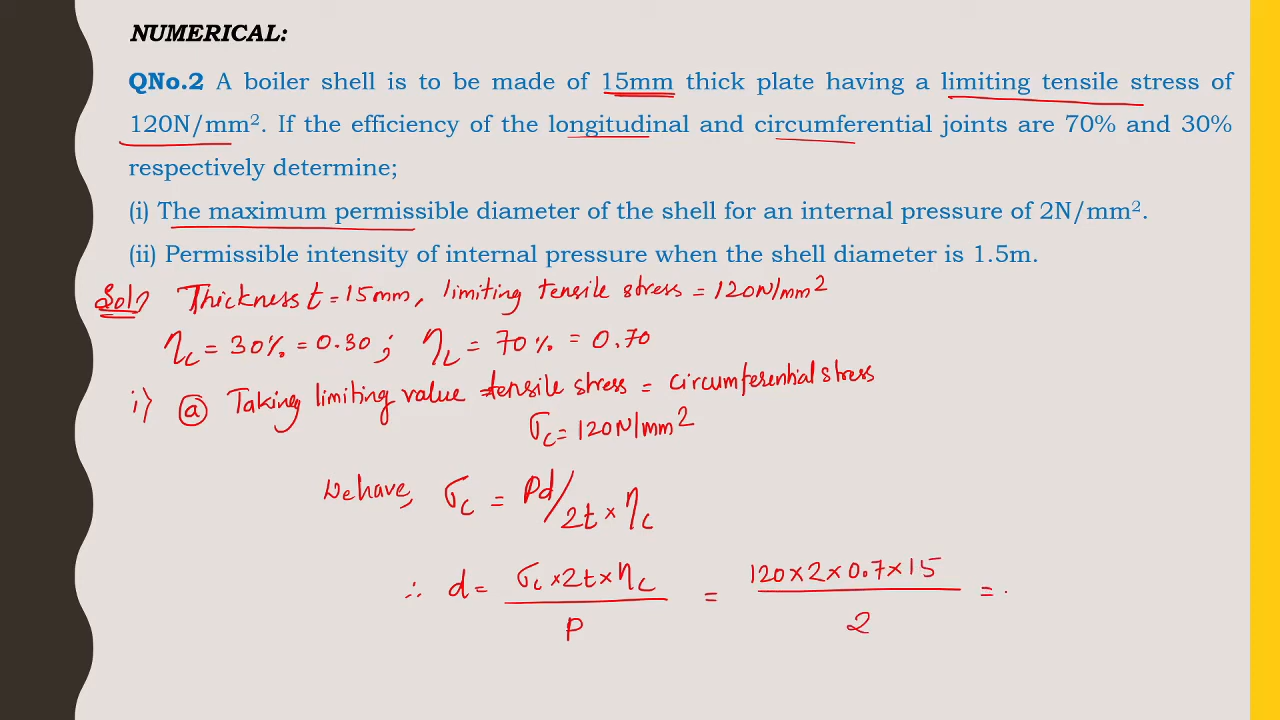 NUMERICAL:
QNo.2 A boiler shell is to be made of 15mm thick plate having a limiting tensile stress of
120N/mm². If the efficiency of the longitudinal and circumferential joints are 70% and 30%
respectively determine;
(i) The maximum permissible diameter of the shell for an internal pressure of 2N/mm².
(ii) Permissible intensity of internal pressure when the shell diameter is 1.5m.
Sol? Thickness t = 15mm, limiting tensile stress = 120N/mm²
ηc = 30% = 0.30 ; ηL = 70% = 0.70
i) ⓐ Taking limiting value tensile stress = circumferential stress
σc = 120N/mm²
We have, σc = Pd/2t × ηc
∴ d = σc × 2t × ηc / P = 120 × 2 × 0.7 × 15 / 2 =